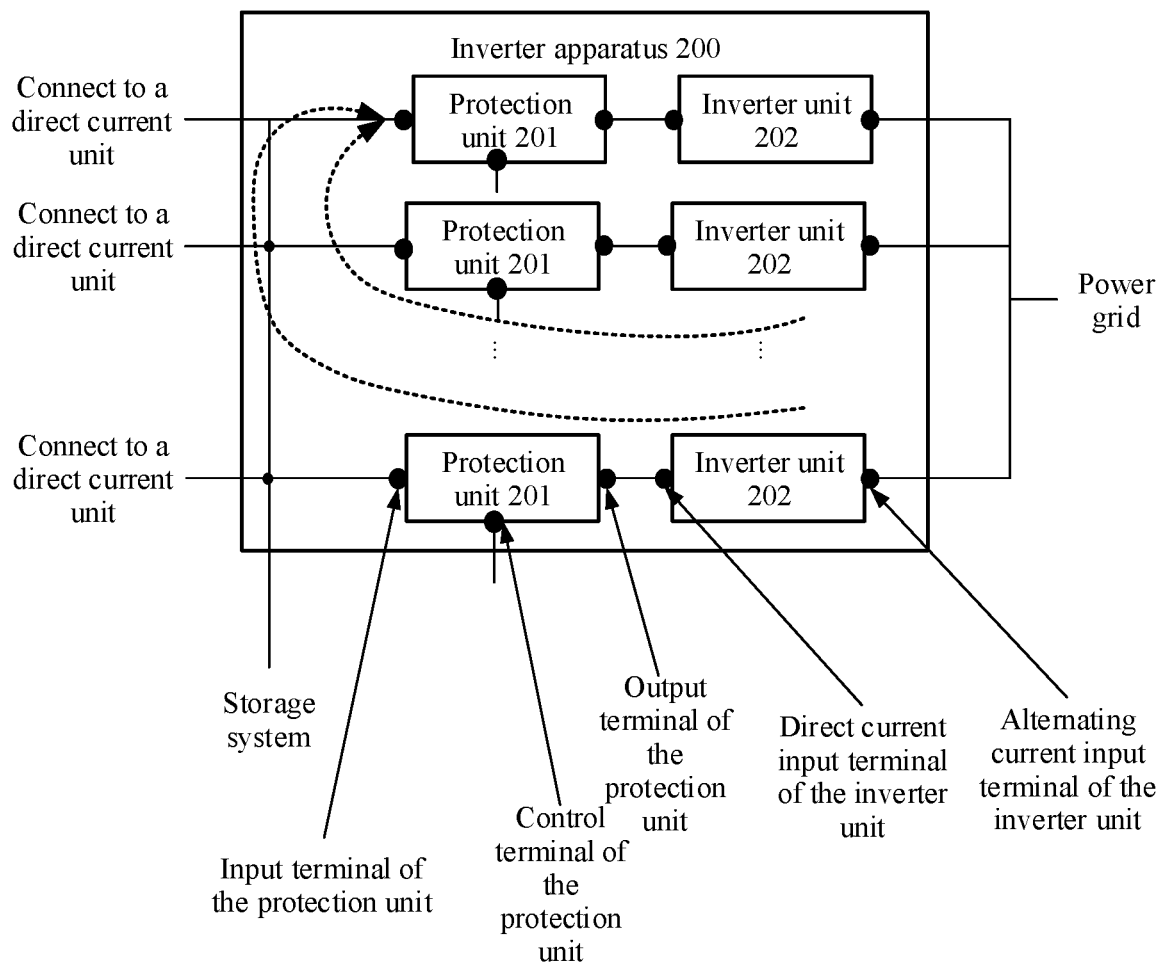 Inverter apparatus 200
Connect to a
direct current
unit
Protection
unit 201
Inverter unit
202
Connect to a
direct current
unit
Protection
unit 201
Inverter unit
202
Power
grid
⋮
⋮
Connect to a
direct current
unit
Protection
unit 201
Inverter unit
202
Storage
system
Input terminal of
the protection unit
Control
terminal of
the
protection
unit
Output
terminal of
the
protection
unit
Direct current
input terminal
of the inverter
unit
Alternating
current input
terminal of the
inverter unit